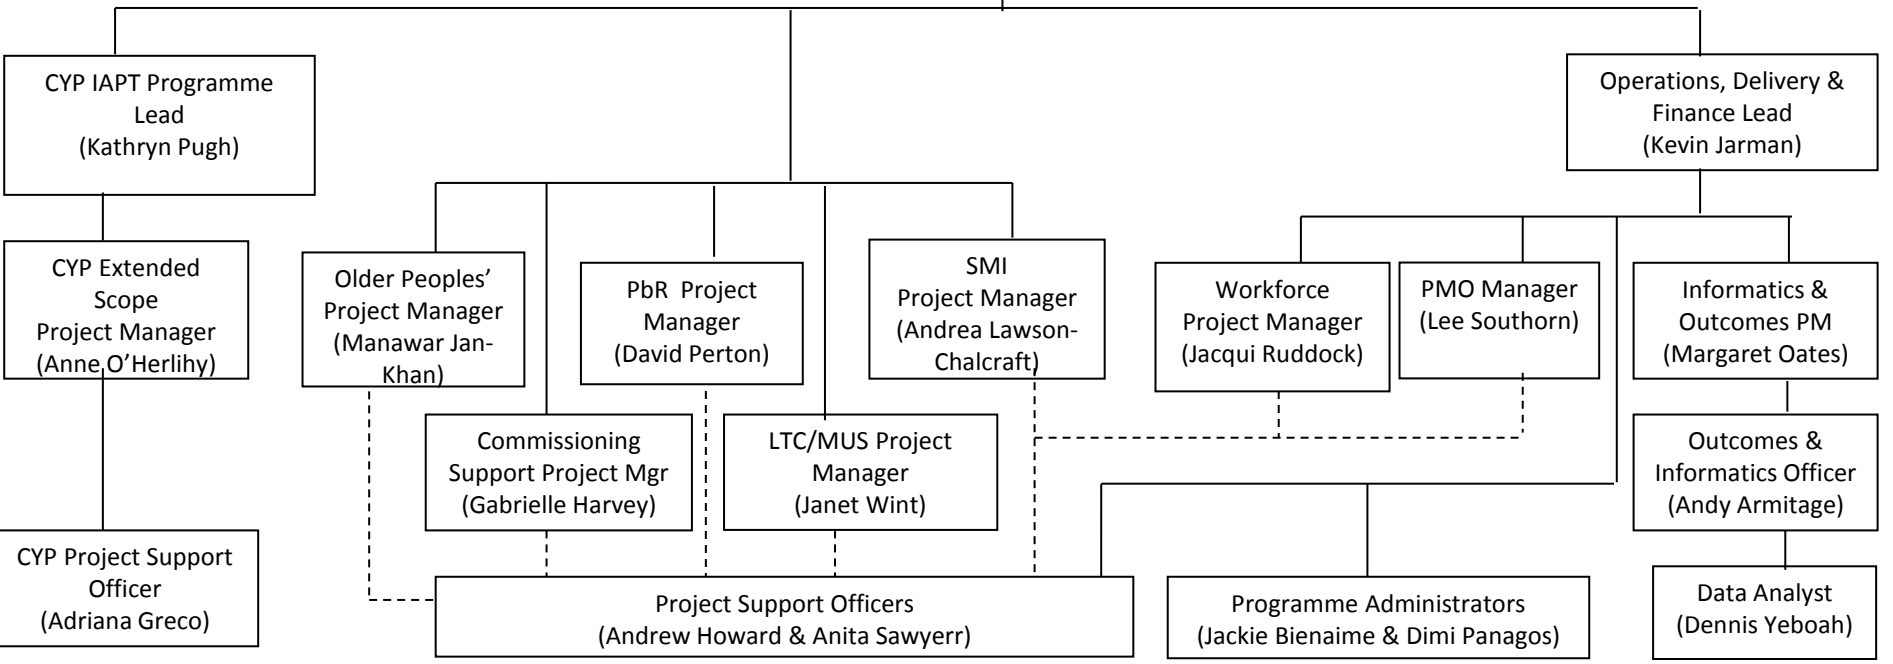 CYP IAPT Programme
Lead
(Kathryn Pugh)
Operations, Delivery &
Finance Lead
(Kevin Jarman)
CYP Extended
Scope
Project Manager
(Anne O’Herlihy)
Older Peoples’
Project Manager
(Manawar Jan-
Khan)
PbR  Project
Manager
(David Perton)
SMI
Project Manager
(Andrea Lawson-
Chalcraft)
Workforce
Project Manager
(Jacqui Ruddock)
PMO Manager
(Lee Southorn)
Informatics &
Outcomes PM
(Margaret Oates)
Commissioning
Support Project Mgr
(Gabrielle Harvey)
LTC/MUS Project
Manager
(Janet Wint)
Outcomes &
Informatics Officer
(Andy Armitage)
CYP Project Support
Officer
(Adriana Greco)
Project Support Officers
(Andrew Howard & Anita Sawyerr)
Programme Administrators
(Jackie Bienaime & Dimi Panagos)
Data Analyst
(Dennis Yeboah)